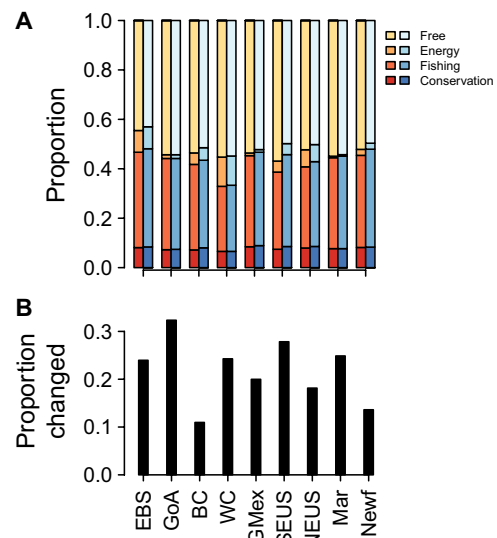 A
Proportion
1.0
0.8
0.6
0.4
0.2
0.0
Free
Energy
Fishing
Conservation
B
Proportion
changed
0.3
0.2
0.1
0.0
EBS
GoA
BC
WC
GMex
SEUS
NEUS
Mar
Newf